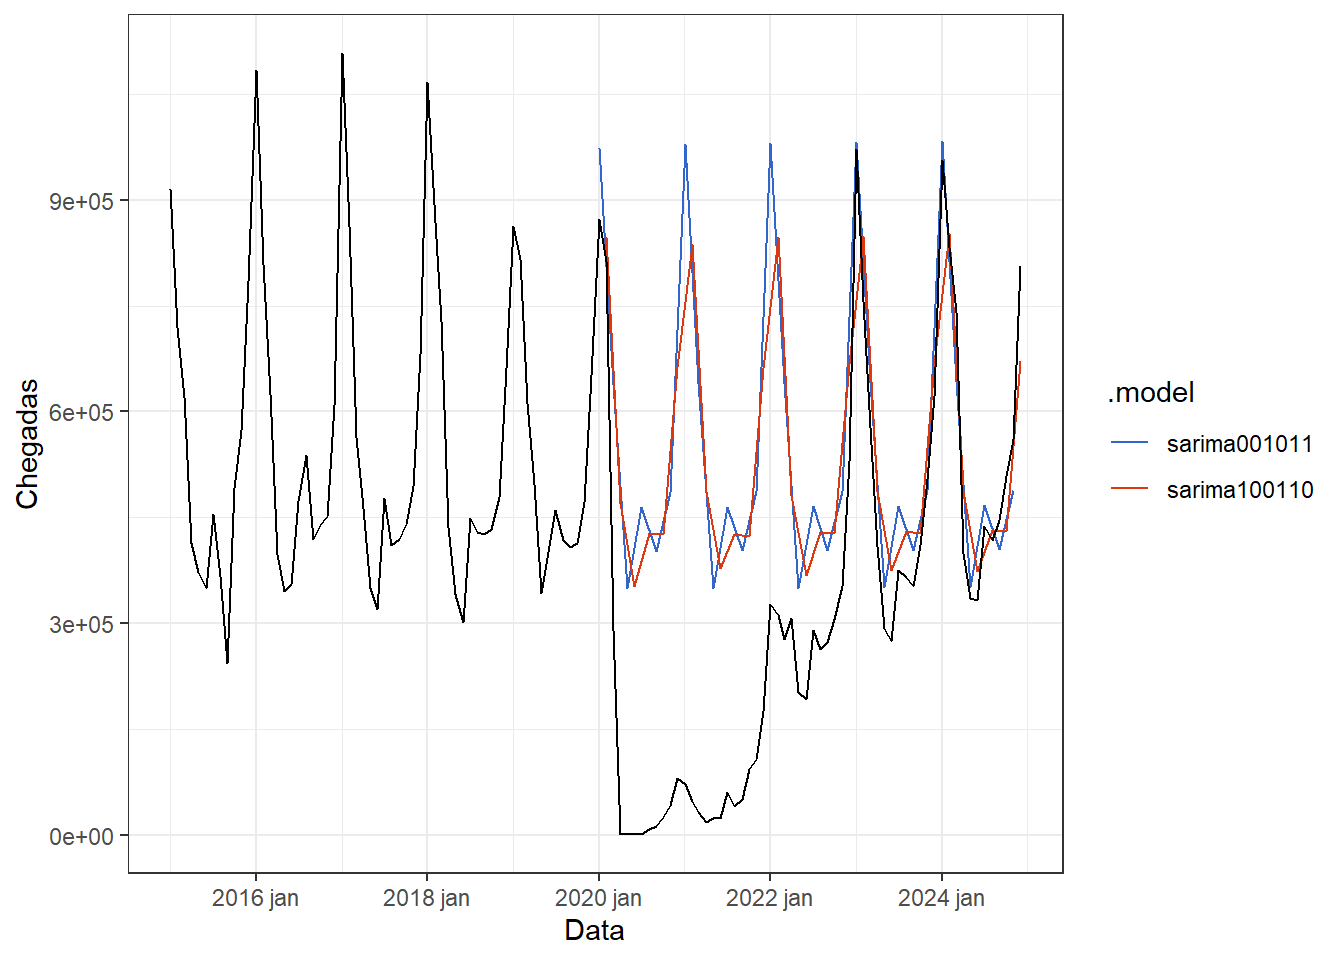 Chegadas
9e+05
6e+05
3e+05
0e+00
2016 jan
2018 jan
2020 jan
2022 jan
2024 jan
Data
.model
sarima001011
sarima100110